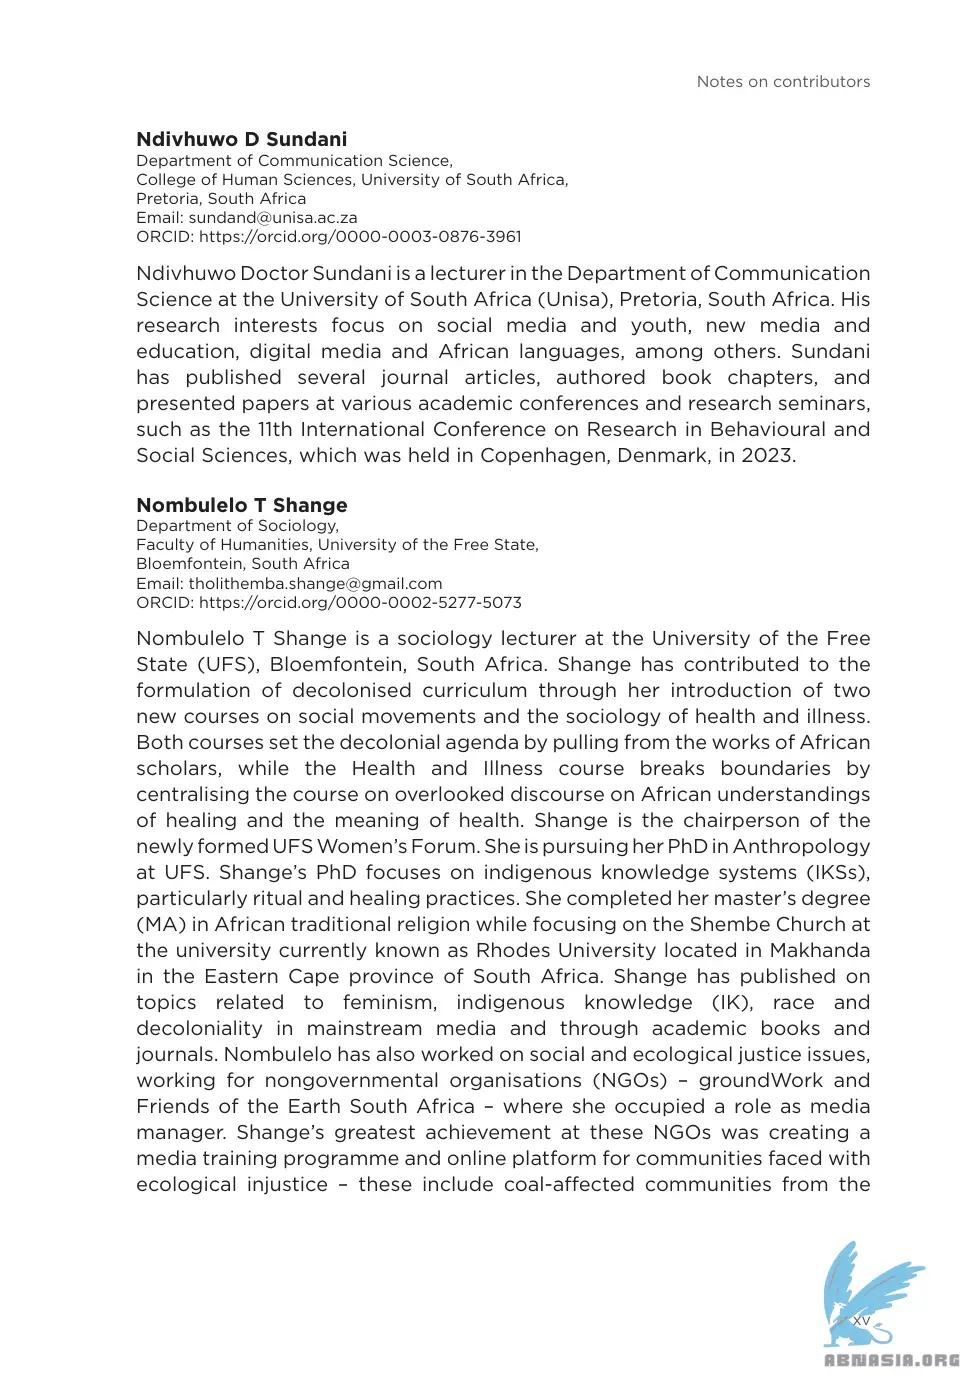 Notes on contributors
Ndivhuwo D Sundani
Department of Communication Science,
College of Human Sciences, University of South Africa,
Pretoria, South Africa
Email: sundand@unisa.ac.za
ORCID: https://orcid.org/0000-0003-0876-3961
Ndivhuwo Doctor Sundani is a lecturer in the Department of Communication
Science at the University of South Africa (Unisa), Pretoria, South Africa. His
research interests focus on social media and youth, new media and
education, digital media and African languages, among others. Sundani
has published several journal articles, authored book chapters, and
presented papers at various academic conferences and research seminars,
such as the 11th International Conference on Research in Behavioural and
Social Sciences, which was held in Copenhagen, Denmark, in 2023.
Nombulelo T Shange
Department of Sociology,
Faculty of Humanities, University of the Free State,
Bloemfontein, South Africa
Email: tholithemba.shange@gmail.com
ORCID: https://orcid.org/0000-0002-5277-5073
Nombulelo T Shange is a sociology lecturer at the University of the Free
State (UFS), Bloemfontein, South Africa. Shange has contributed to the
formulation of decolonised curriculum through her introduction of two
new courses on social movements and the sociology of health and illness.
Both courses set the decolonial agenda by pulling from the works of African
scholars, while the Health and Illness course breaks boundaries by
centralising the course on overlooked discourse on African understandings
of healing and the meaning of health. Shange is the chairperson of the
newly formed UFS Women’s Forum. She is pursuing her PhD in Anthropology
at UFS. Shange’s PhD focuses on indigenous knowledge systems (IKSs),
particularly ritual and healing practices. She completed her master’s degree
(MA) in African traditional religion while focusing on the Shembe Church at
the university currently known as Rhodes University located in Makhanda
in the Eastern Cape province of South Africa. Shange has published on
topics related to feminism, indigenous knowledge (IK), race and
decoloniality in mainstream media and through academic books and
journals. Nombulelo has also worked on social and ecological justice issues,
working for nongovernmental organisations (NGOs) – groundWork and
Friends of the Earth South Africa – where she occupied a role as media
manager. Shange’s greatest achievement at these NGOs was creating a
media training programme and online platform for communities faced with
ecological injustice – these include coal-affected communities from the
xv
ABNASIA.ORG